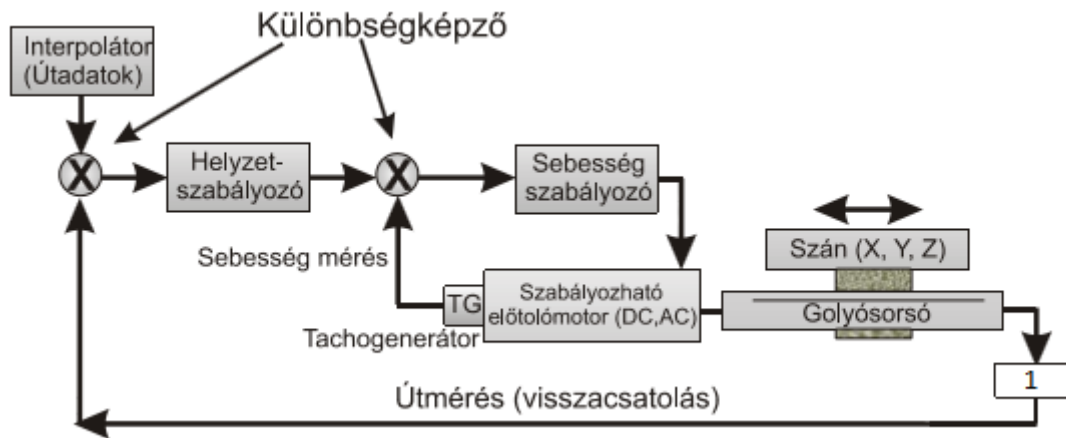 Különbségképző
Interpolátor
(Útadatok)
X
Helyzet-
szabályozó
X
Sebesség
szabályozó
Szán (X, Y, Z)
Sebesség mérés
TG
Szabályozható
előtolómotor (DC,AC)
Golyósorsó
Tachogenerátor
1
Útmérés (visszacsatolás)